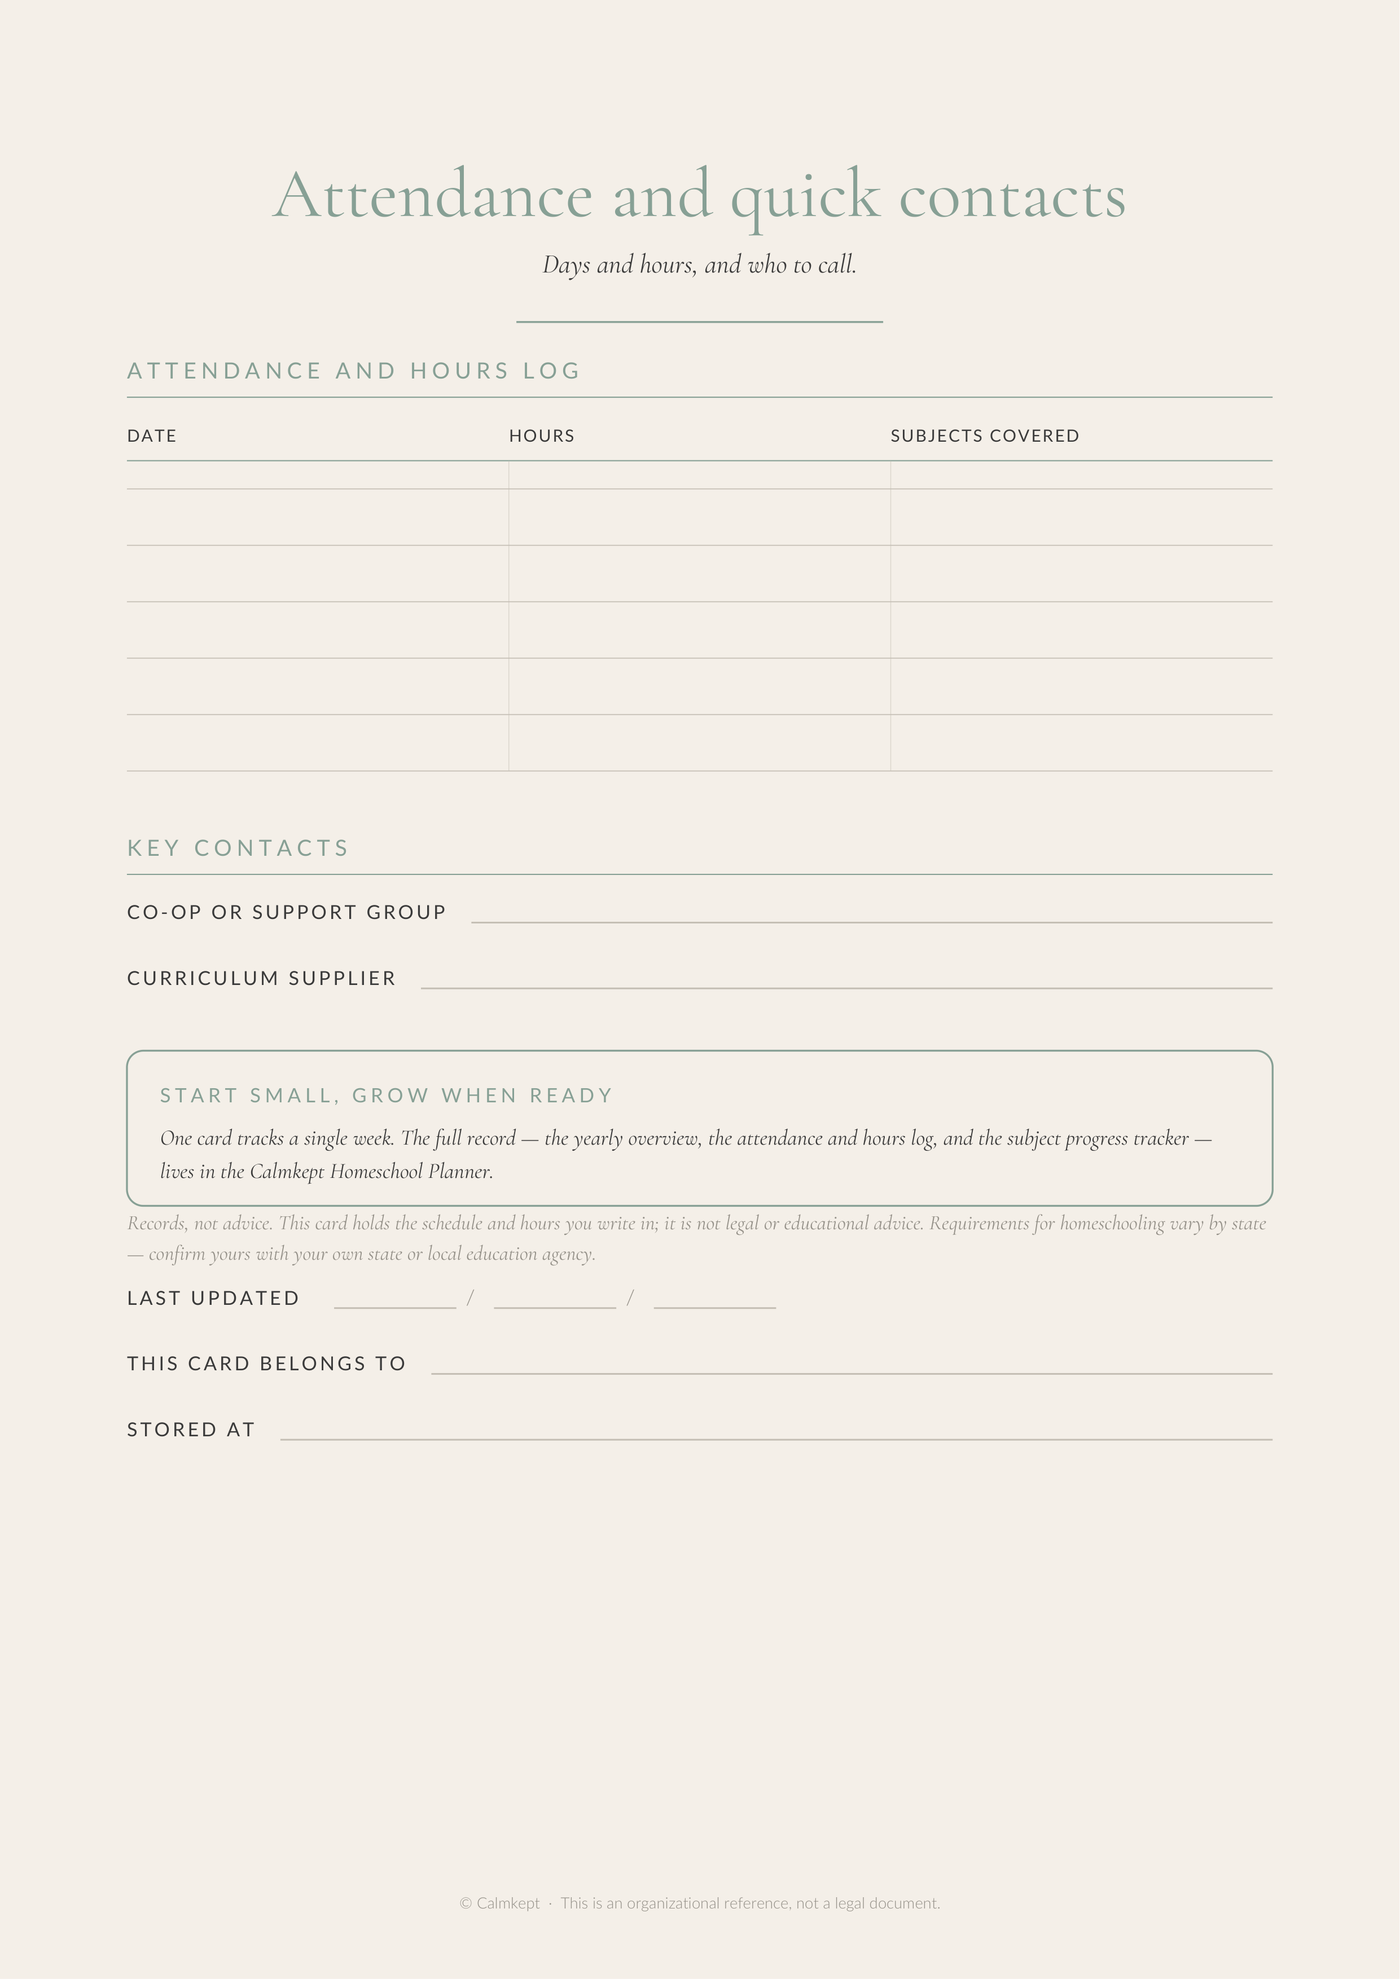 Attendance and quick contacts
Days and hours, and who to call.
ATTENDANCE AND HOURS LOG
DATE HOURS SUBJECTS COVERED
KEY CONTACTS
CO-OP OR SUPPORT GROUP
CURRICULUM SUPPLIER
START SMALL, GROW WHEN READY
One card tracks a single week. The full record — the yearly overview, the attendance and hours log, and the subject progress tracker —
lives in the Calmkept Homeschool Planner.
Records, not advice. This card holds the schedule and hours you write in; it is not legal or educational advice. Requirements for homeschooling vary by state
— confirm yours with your own state or local education agency.
LAST UPDATED / /
THIS CARD BELONGS TO
STORED AT
© Calmkept · This is an organizational reference, not a legal document.